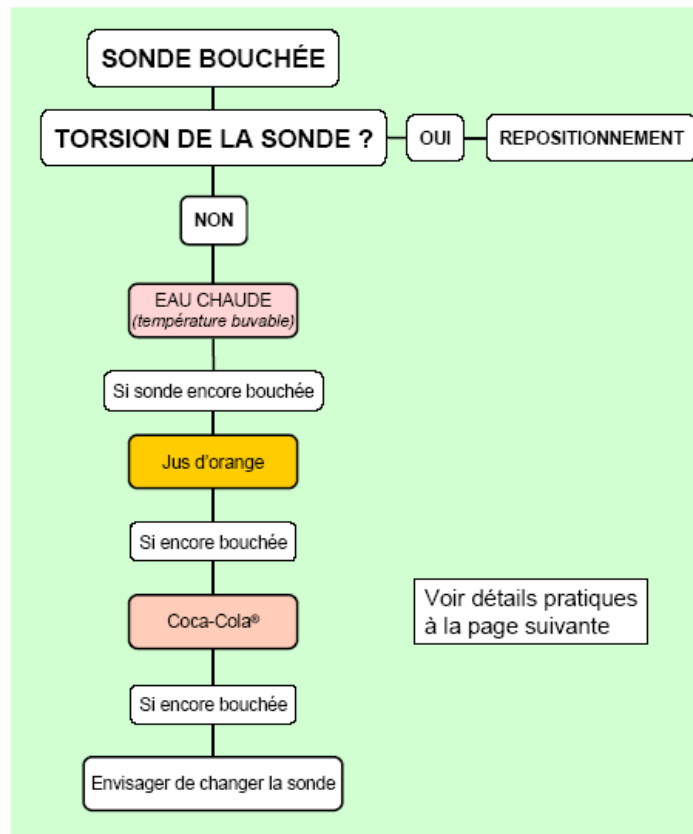 SONDE BOUCHÉE
TORSION DE LA SONDE ?
OUI
REPOSITIONNEMENT
NON
EAU CHAUDE
(température buvable)
Si sonde encore bouchée
Jus d'orange
Si encore bouchée
Coca-Cola®
Voir détails pratiques
à la page suivante
Si encore bouchée
Envisager de changer la sonde